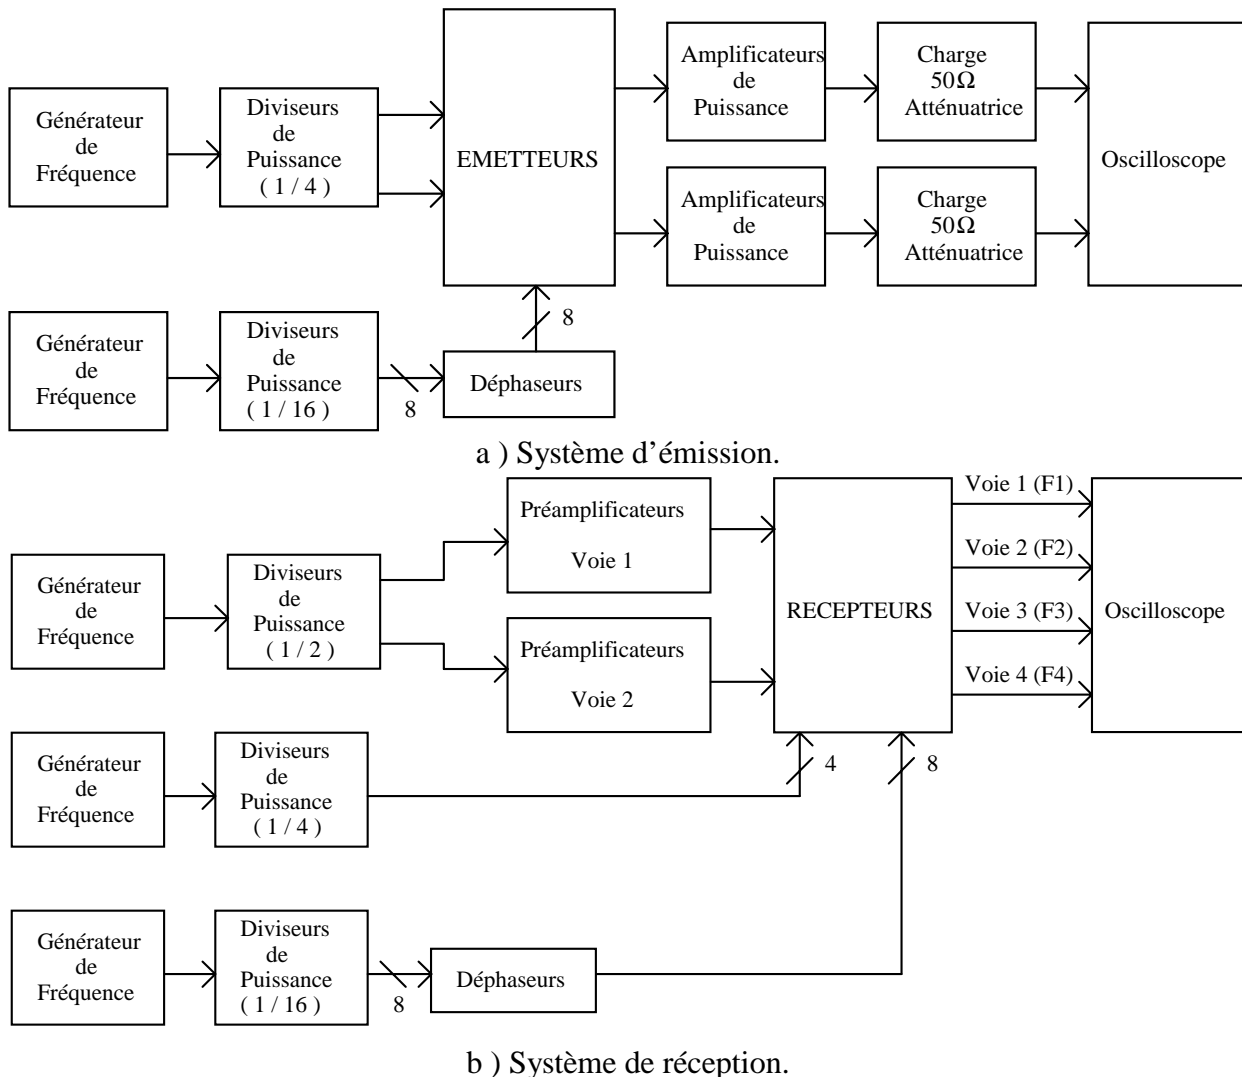 Générateur
de
Fréquence
Diviseurs
de
Puissance
( 1 / 4 )
EMETTEURS
Amplificateurs
de
Puissance
Charge
50Ω
Atténuatrice
Oscilloscope
Amplificateurs
de
Puissance
Charge
50Ω
Atténuatrice
Générateur
de
Fréquence
Diviseurs
de
Puissance
( 1 / 16 )
8
Déphaseurs
8
a ) Système d'émission.
Générateur
de
Fréquence
Diviseurs
de
Puissance
( 1 / 2 )
Préamplificateurs
Voie 1
Préamplificateurs
Voie 2
RECEPTEURS
Voie 1 (F1)
Voie 2 (F2)
Voie 3 (F3)
Voie 4 (F4)
Oscilloscope
Générateur
de
Fréquence
Diviseurs
de
Puissance
( 1 / 4 )
4
8
Générateur
de
Fréquence
Diviseurs
de
Puissance
( 1 / 16 )
8
Déphaseurs
b ) Système de réception.